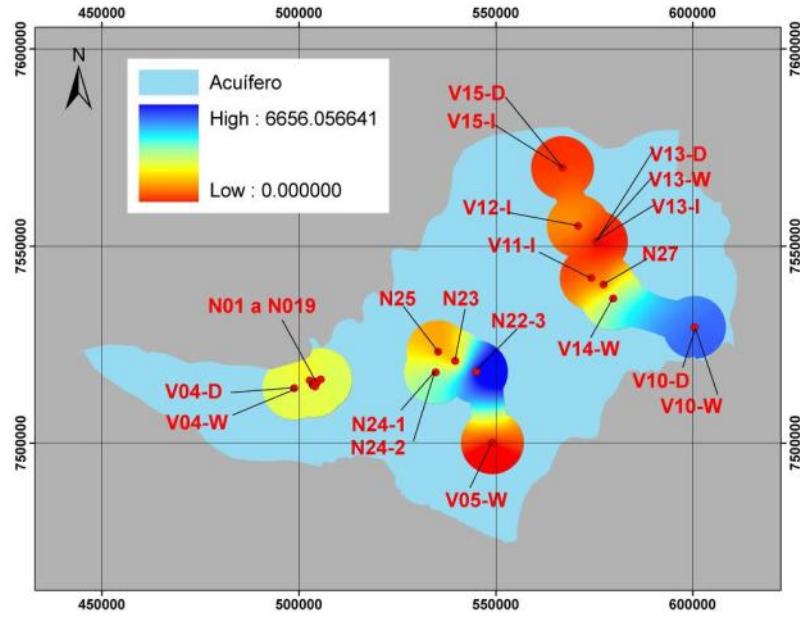 450000 500000 550000 600000
7600000
7600000
N
Acuífero
High : 6656.056641
Low : 0.000000
V15-D
V15-I
V13-D
V13-W
V13-I
V12-I
V11-I
N27
7550000
7550000
N01 a N019
N25
N23
N22-3
V14-W
V04-D
V04-W
V10-D
V10-W
N24-1
N24-2
7500000
7500000
V05-W
450000 500000 550000 600000